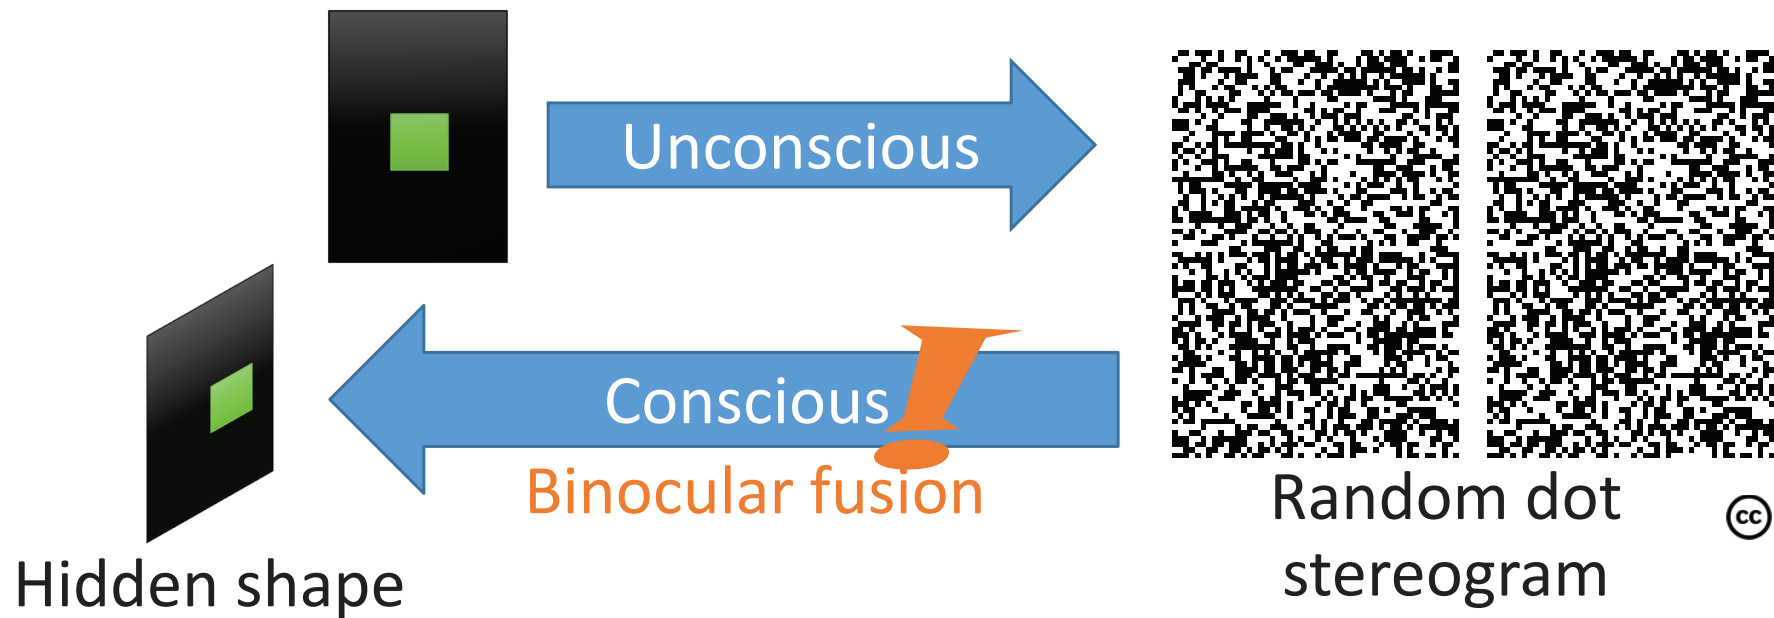 Unconscious
Conscious
Binocular fusion
Random dot
stereogram
cc
Hidden shape